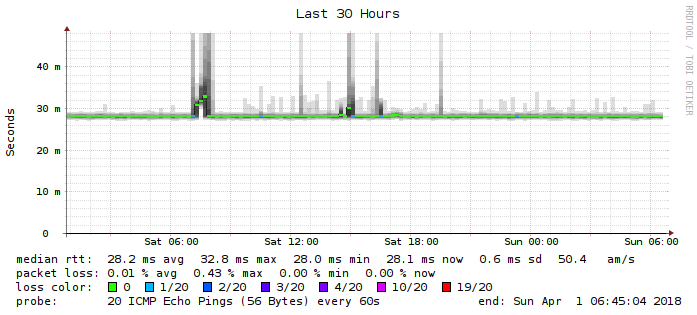 Last 30 Hours
RRDTOOL / TOBI OETIKER
Seconds
40 m
30 m
20 m
10 m
0
Sat 06:00 Sat 12:00 Sat 18:00 Sun 00:00 Sun 06:00
median rtt: 28.2 ms avg 32.8 ms max 28.0 ms min 28.1 ms now 0.6 ms sd 50.4 am/s
packet loss: 0.01 % avg 0.43 % max 0.00 % min 0.00 % now
loss color: 0 1/20 2/20 3/20 4/20 10/20 19/20
probe: 20 ICMP Echo Pings (56 Bytes) every 60s end: Sun Apr 1 06:45:04 2018